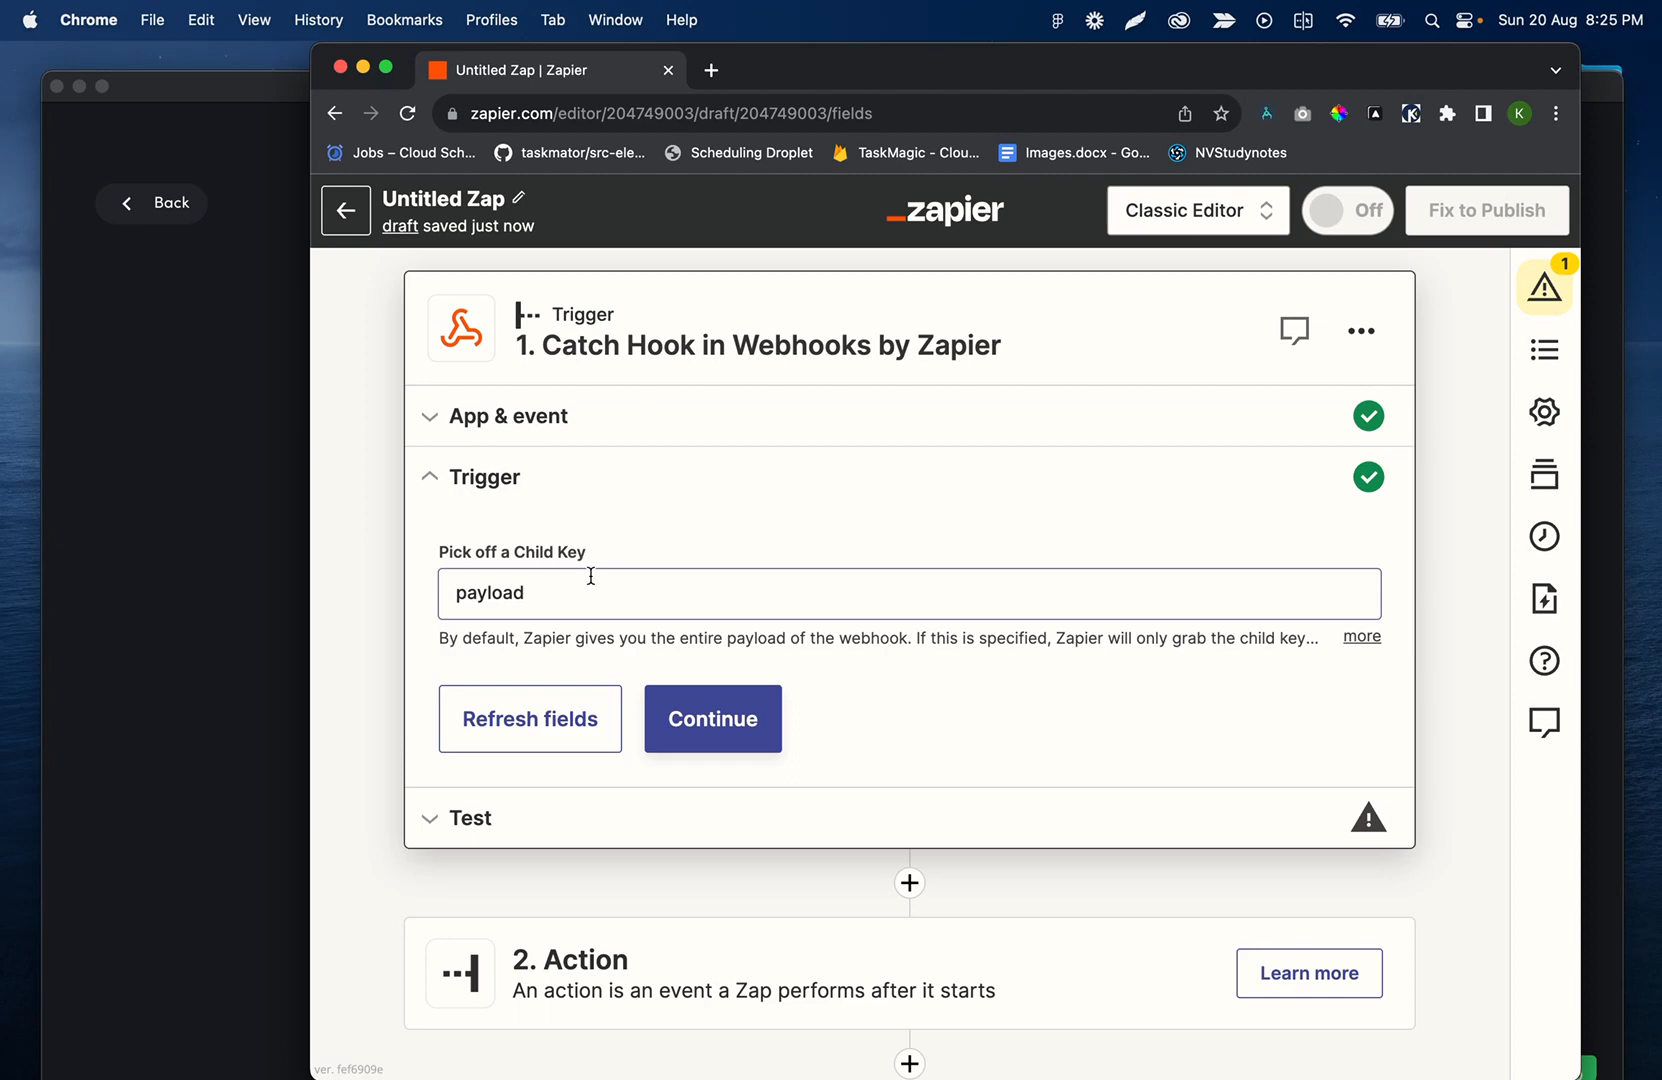 Chrome File Edit View History Bookmarks Profiles Tab Window Help Sun 20 Aug 8:25 PM
Untitled Zap | Zapier
zapier.com/editor/204749003/draft/204749003/fields
K
Jobs – Cloud Sch... taskmator/src-ele... Scheduling Droplet TaskMagic - Clou... Images.docx - Go... NVStudynotes
Back
Untitled Zap
draft saved just now
_zapier
Classic Editor
Off
Fix to Publish
1
Trigger
1. Catch Hook in Webhooks by Zapier
App & event
Trigger
Pick off a Child Key
payload
By default, Zapier gives you the entire payload of the webhook. If this is specified, Zapier will only grab the child key... more
Refresh fields Continue
Test
2. Action
An action is an event a Zap performs after it starts
Learn more
ver. fef6909e